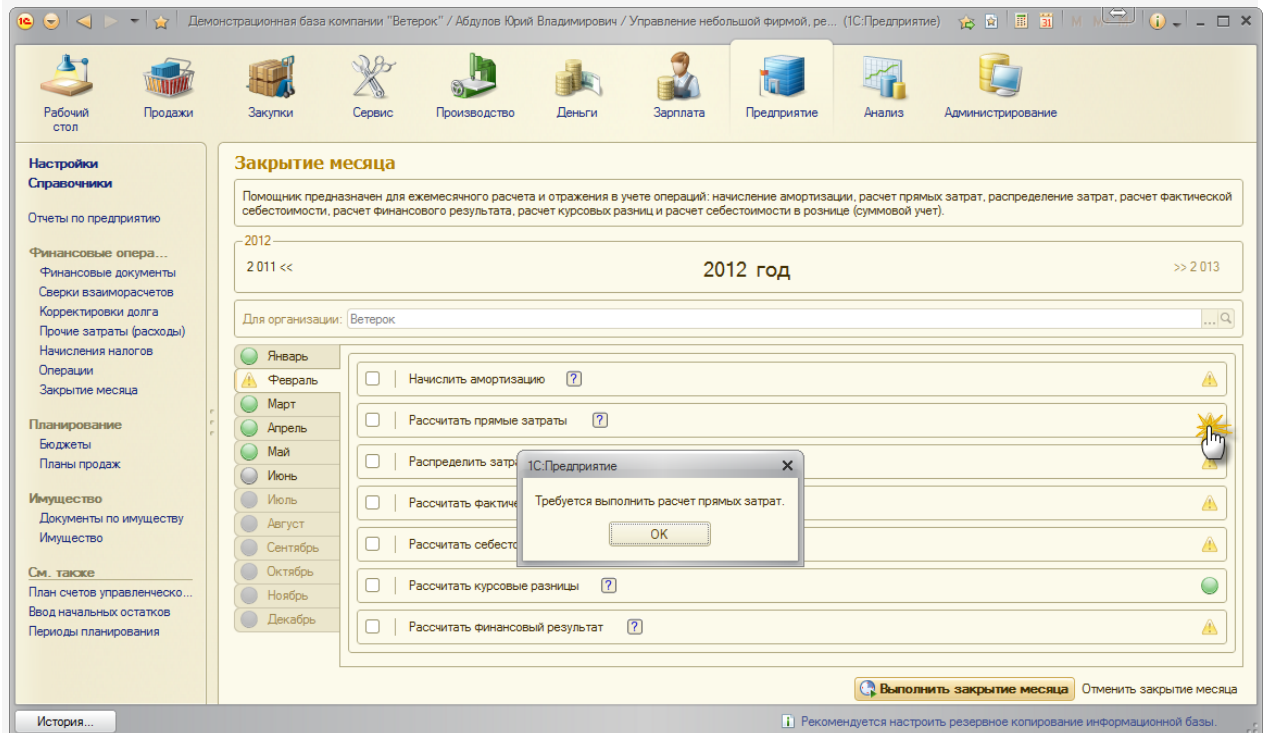 Демонстрационная база компании "Ветерок" / Абдулов Юрий Владимирович / Управление небольшой фирмой, ре... (1С:Предприятие)
Рабочий стол
Продажи
Закупки
Сервис
Производство
Деньги
Зарплата
Предприятие
Анализ
Администрирование
Настройки
Справочники
Отчеты по предприятию
Финансовые опера...
Финансовые документы
Сверки взаиморасчетов
Корректировки долга
Прочие затраты (расходы)
Начисления налогов
Операции
Закрытие месяца
Планирование
Бюджеты
Планы продаж
Имущество
Документы по имуществу
Имущество
См. также
План счетов управленческо...
Ввод начальных остатков
Периоды планирования
Закрытие месяца
Помощник предназначен для ежемесячного расчета и отражения в учете операций: начисление амортизации, расчет прямых затрат, распределение затрат, расчет фактической
себестоимости, расчет финансового результата, расчет курсовых разниц и расчет себестоимости в рознице (суммовой учет).
2012
2 011 << 2012 год >> 2 013
Для организации: Ветерок ...
Январь
Февраль
Март
Апрель
Май
Июнь
Июль
Август
Сентябрь
Октябрь
Ноябрь
Декабрь
Начислить амортизацию ?
Рассчитать прямые затраты ?
Распределить затр
Рассчитать фактиче
Рассчитать себесто
Рассчитать курсовые разницы ?
Рассчитать финансовый результат ?
1С:Предприятие
Требуется выполнить расчет прямых затрат.
OK
Выполнить закрытие месяца Отменить закрытие месяца
История...
Рекомендуется настроить резервное копирование информационной базы.